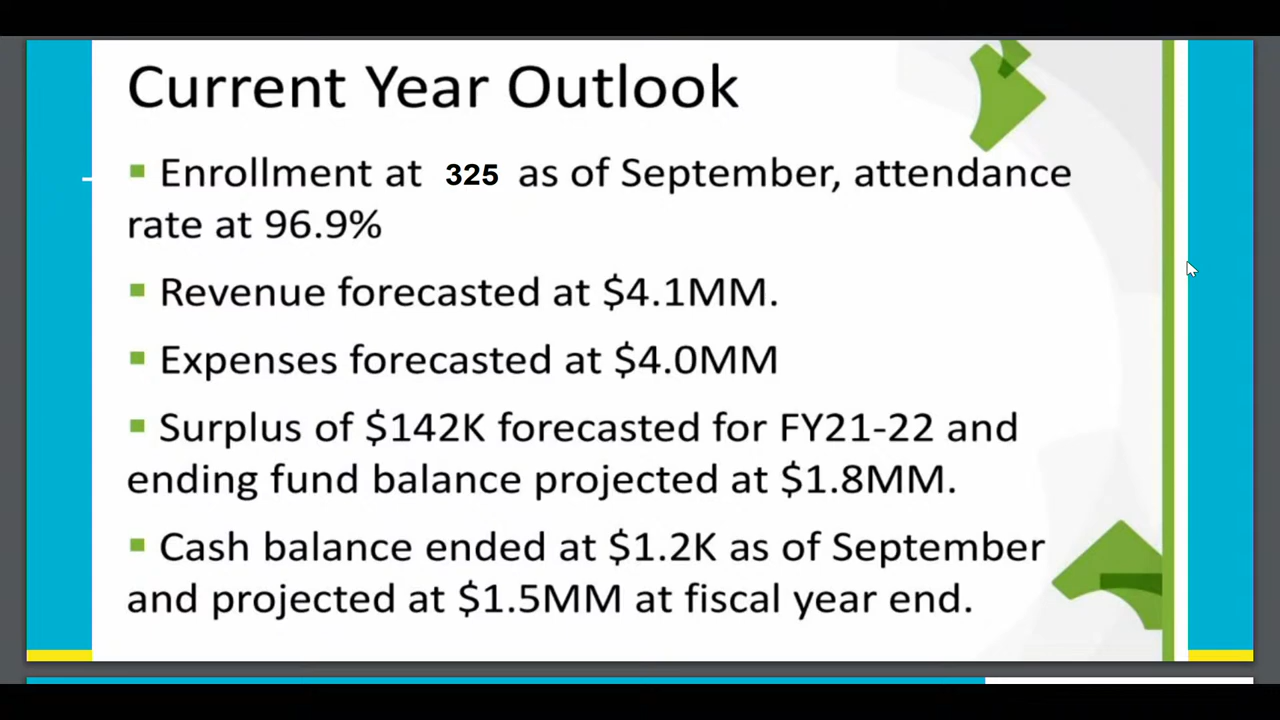 Current Year Outlook
Enrollment at 325 as of September, attendance
rate at 96.9%
Revenue forecasted at $4.1MM.
Expenses forecasted at $4.0MM
Surplus of $142K forecasted for FY21-22 and
ending fund balance projected at $1.8MM.
Cash balance ended at $1.2K as of September
and projected at $1.5MM at fiscal year end.